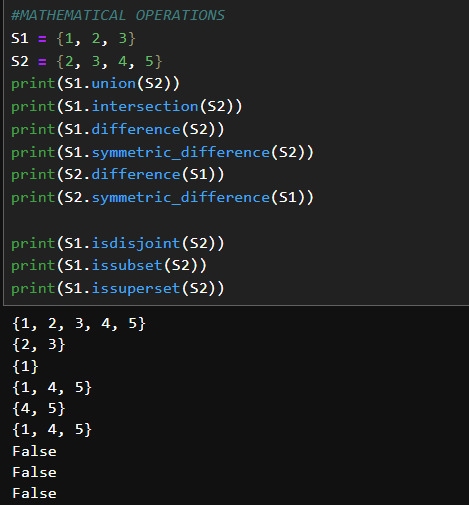 #MATHEMATICAL OPERATIONS
S1 = {1, 2, 3}
S2 = {2, 3, 4, 5}
print(S1.union(S2))
print(S1.intersection(S2))
print(S1.difference(S2))
print(S1.symmetric_difference(S2))
print(S2.difference(S1))
print(S2.symmetric_difference(S1))

print(S1.isdisjoint(S2))
print(S1.issubset(S2))
print(S1.issuperset(S2))
{1, 2, 3, 4, 5}
{2, 3}
{1}
{1, 4, 5}
{4, 5}
{1, 4, 5}
False
False
False